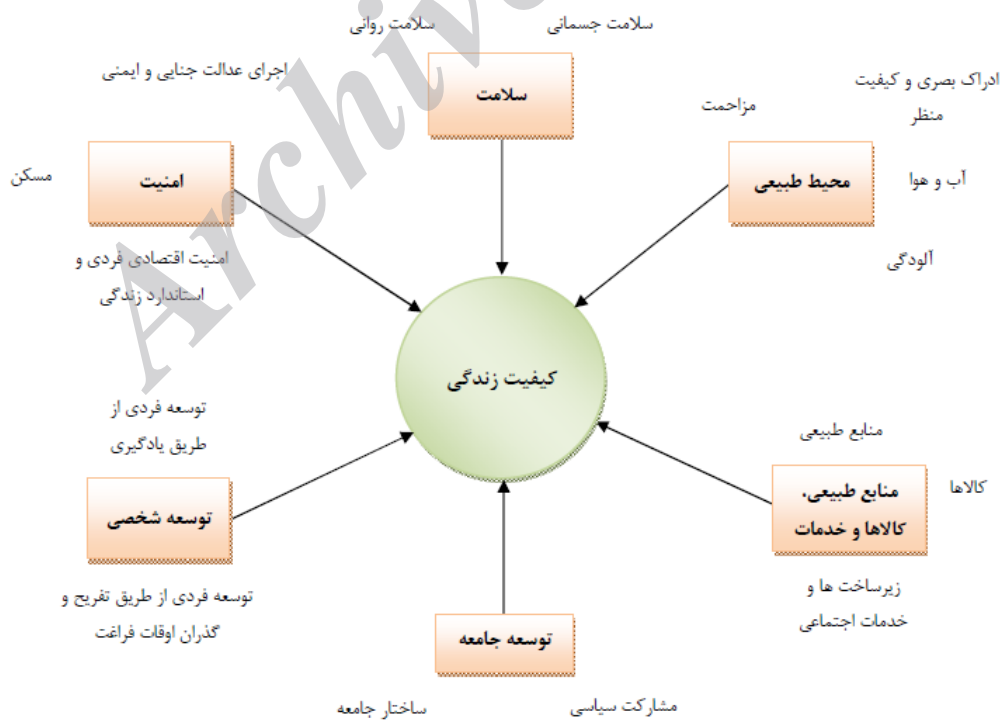 سلامت روانی
سلامت جسمانی
سلامت
اجرای عدالت جنایی و ایمنی
امنیت
مسکن
امنیت اقتصادی فردی و
استاندارد زندگی
ادراک بصری و کیفیت
منظر
مزاحمت
محیط طبیعی
آب و هوا
آلودگی
کیفیت زندگی
توسعه فردی از
طریق یادگیری
توسعه شخصی
توسعه فردی از طریق تفریح و
گذران اوقات فراغت
منابع طبیعی
کالاها
منابع طبیعی،
کالاها و خدمات
زیرساخت ها و
خدمات اجتماعی
توسعه جامعه
مشارکت سیاسی
ساختار جامعه
Archive